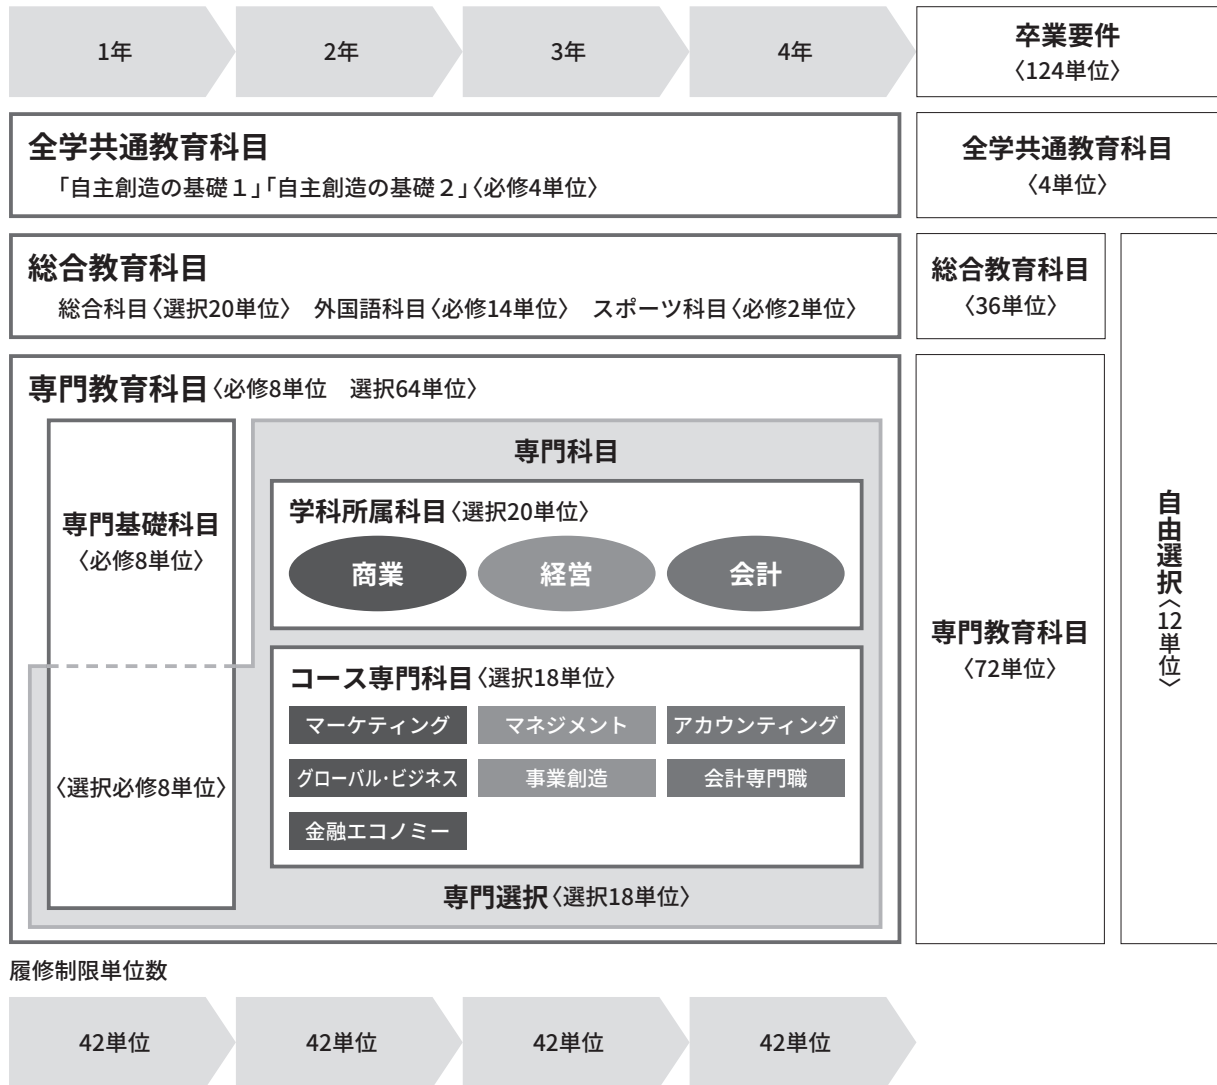 1年
2年
3年
4年
卒業要件
〈124単位〉
全学共通教育科目
「自主創造の基礎１」「自主創造の基礎２」〈必修4単位〉
全学共通教育科目
〈4単位〉
総合教育科目
総合科目〈選択20単位〉 外国語科目〈必修14単位〉 スポーツ科目〈必修2単位〉
総合教育科目
〈36単位〉
専門教育科目〈必修8単位　選択64単位〉
専門基礎科目
〈必修8単位〉
〈選択必修8単位〉
専門科目
学科所属科目〈選択20単位〉
商業
経営
会計
コース専門科目〈選択18単位〉
マーケティング
マネジメント
アカウンティング
グローバル・ビジネス
事業創造
会計専門職
金融エコノミー
専門選択〈選択18単位〉
専門教育科目
〈72単位〉
自由選択〈12単位〉
履修制限単位数
42単位
42単位
42単位
42単位